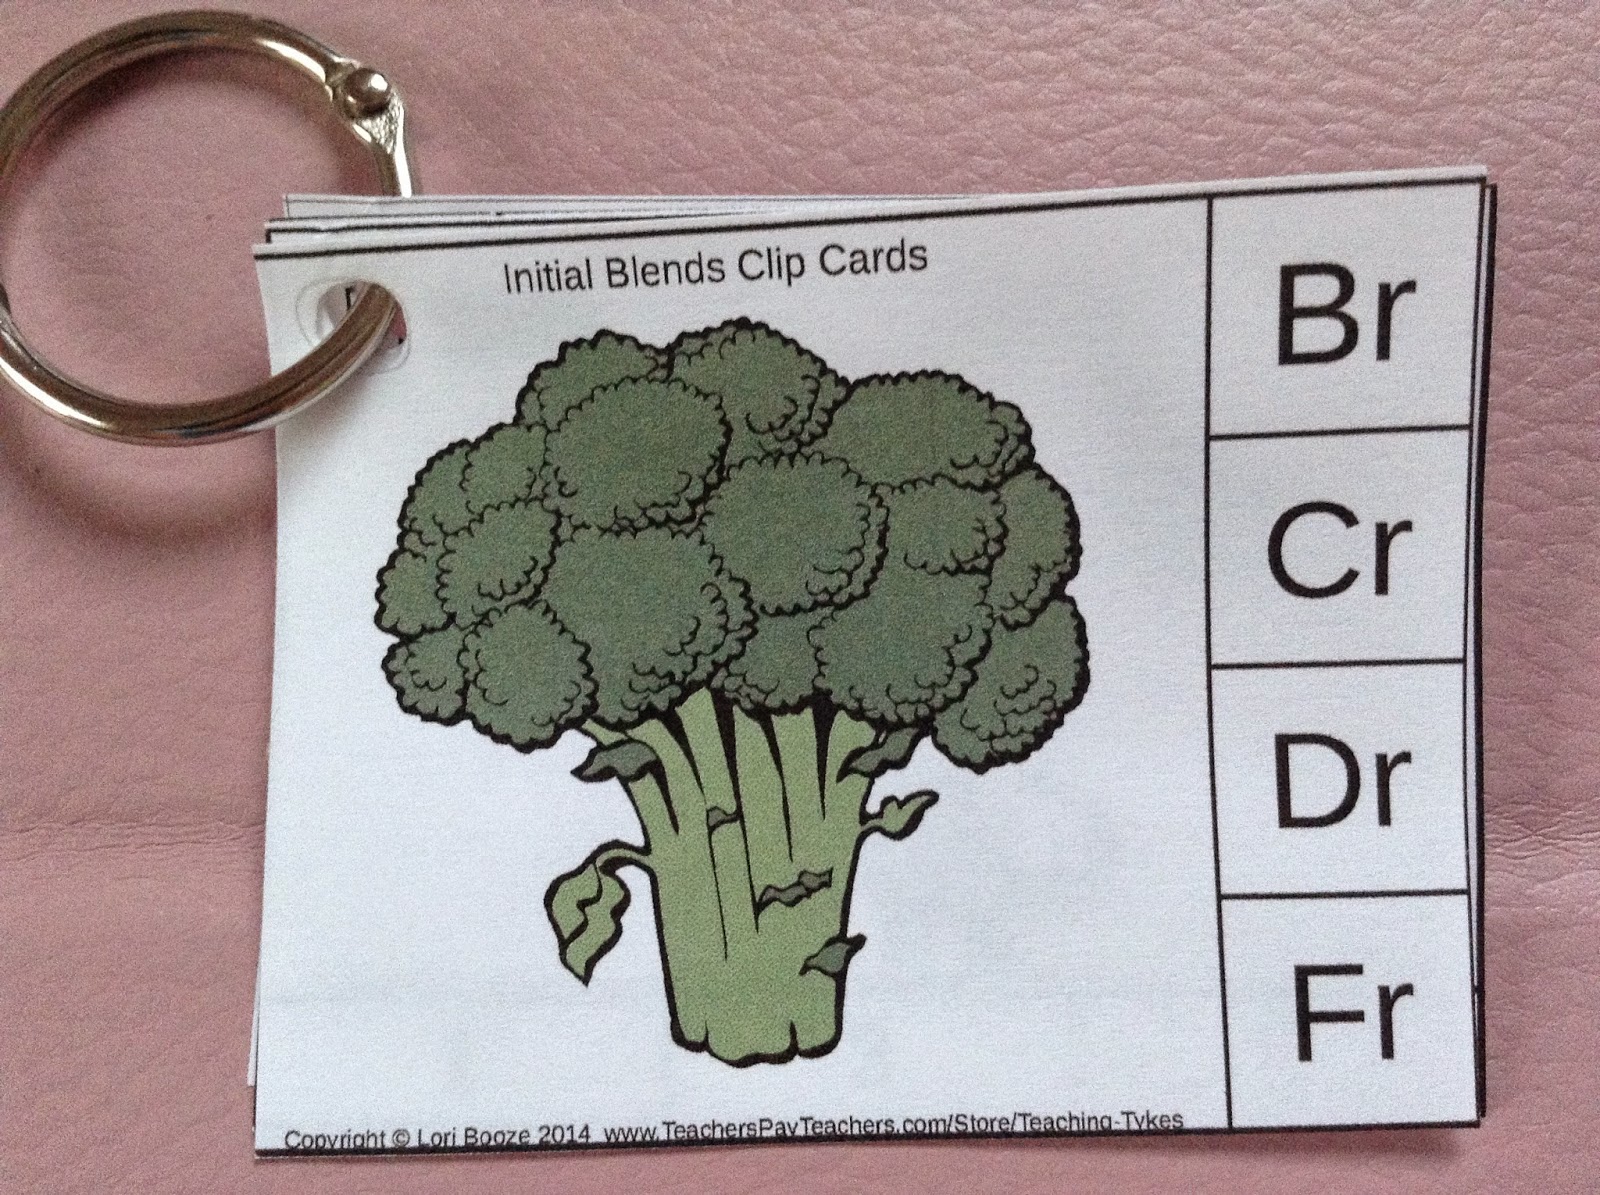 Initial Blends Clip Cards
Br
Cr
Dr
Fr
Copyright © Lori Booze 2014 www.TeachersPayTeachers.com/Store/Teaching-Tykes